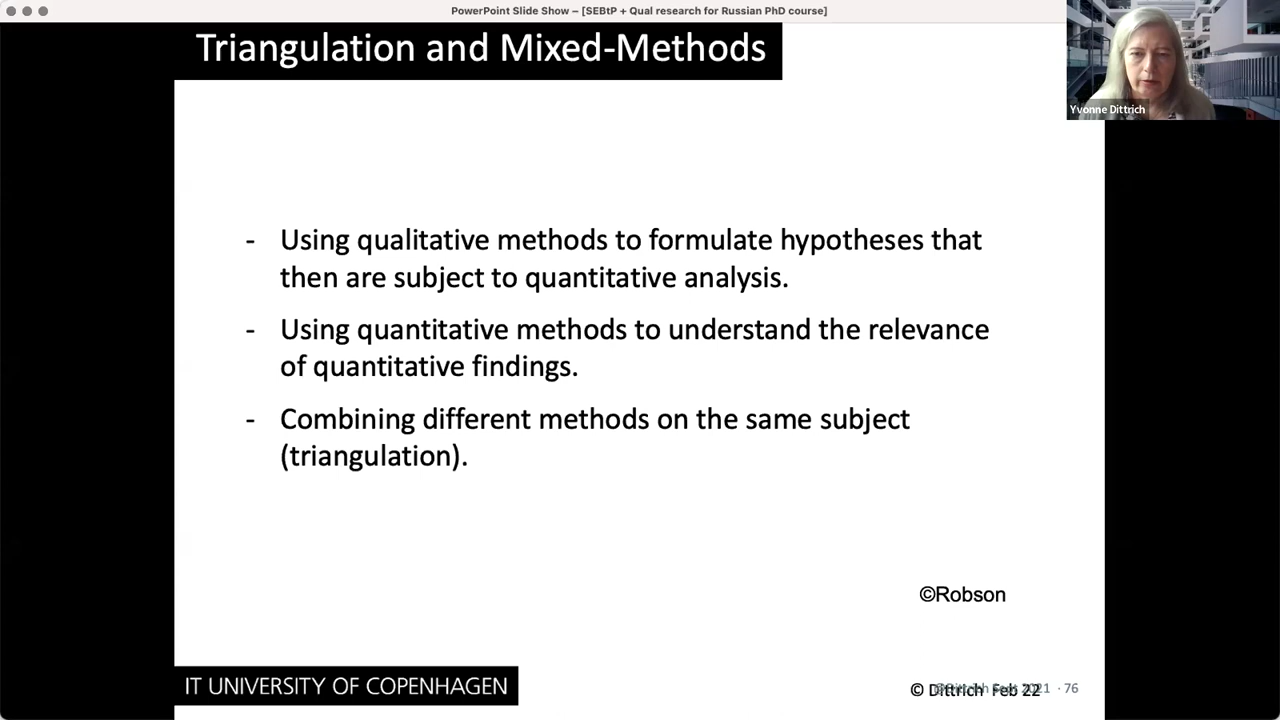 PowerPoint Slide Show – [SEBtP + Qual research for Russian PhD course]
Triangulation and Mixed-Methods
Yvonne Dittrich
- Using qualitative methods to formulate hypotheses that
then are subject to quantitative analysis.
- Using quantitative methods to understand the relevance
of quantitative findings.
- Combining different methods on the same subject
(triangulation).
©Robson
IT UNIVERSITY OF COPENHAGEN
© Dittrich Feb 22 2021 · 76